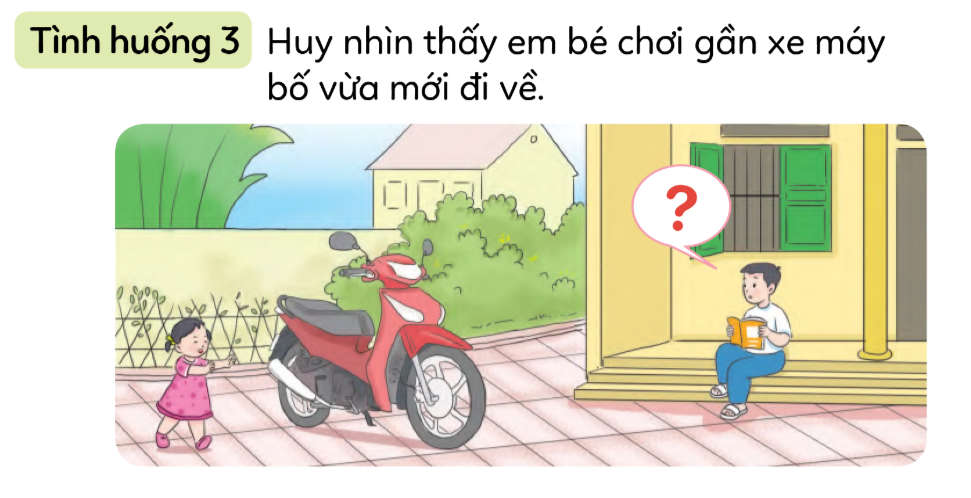 Tình huống 3 Huy nhìn thấy em bé chơi gần xe máy
bố vừa mới đi về.
?